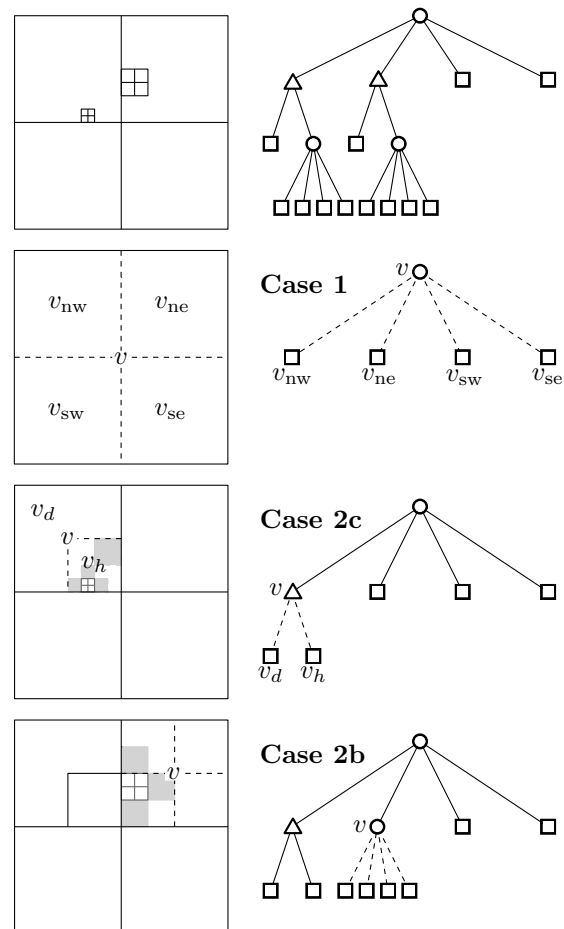 v_nw v_ne
v
v_sw v_se
Case 1
v
v_nw v_ne v_sw v_se
v_d
v
v_h
Case 2c
v
v_d v_h
v
Case 2b
v